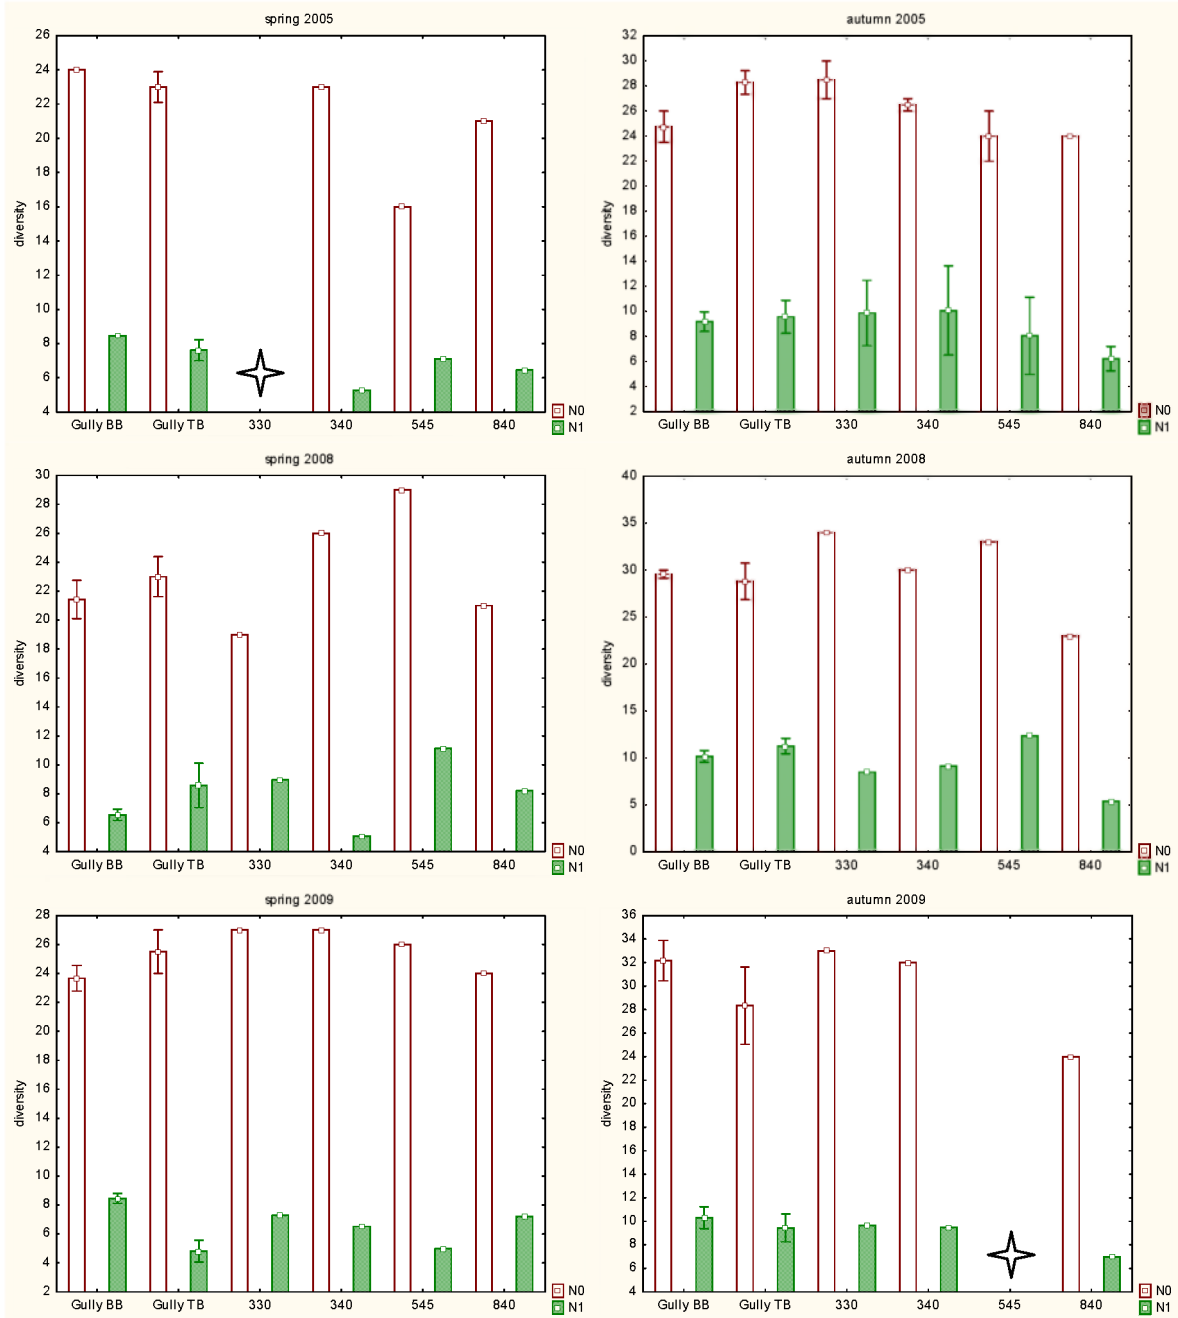 spring 2005
26
24
22
20
18
16
14
12
10
8
6
4
diversity
Gully BB Gully TB 330 340 545 840
N0
N1
autumn 2005
32
30
28
26
24
22
20
18
16
14
12
10
8
6
4
2
diversity
Gully BB Gully TB 330 340 545 840
N0
N1
spring 2008
30
28
26
24
22
20
18
16
14
12
10
8
6
4
diversity
Gully BB Gully TB 330 340 545 840
N0
N1
autumn 2008
40
35
30
25
20
15
10
5
0
diversity
Gully BB Gully TB 330 340 545 840
N0
N1
spring 2009
28
26
24
22
20
18
16
14
12
10
8
6
4
2
diversity
Gully BB Gully TB 330 340 545 840
N0
N1
autumn 2009
36
34
32
30
28
26
24
22
20
18
16
14
12
10
8
6
4
diversity
Gully BB Gully TB 330 340 545 840
N0
N1